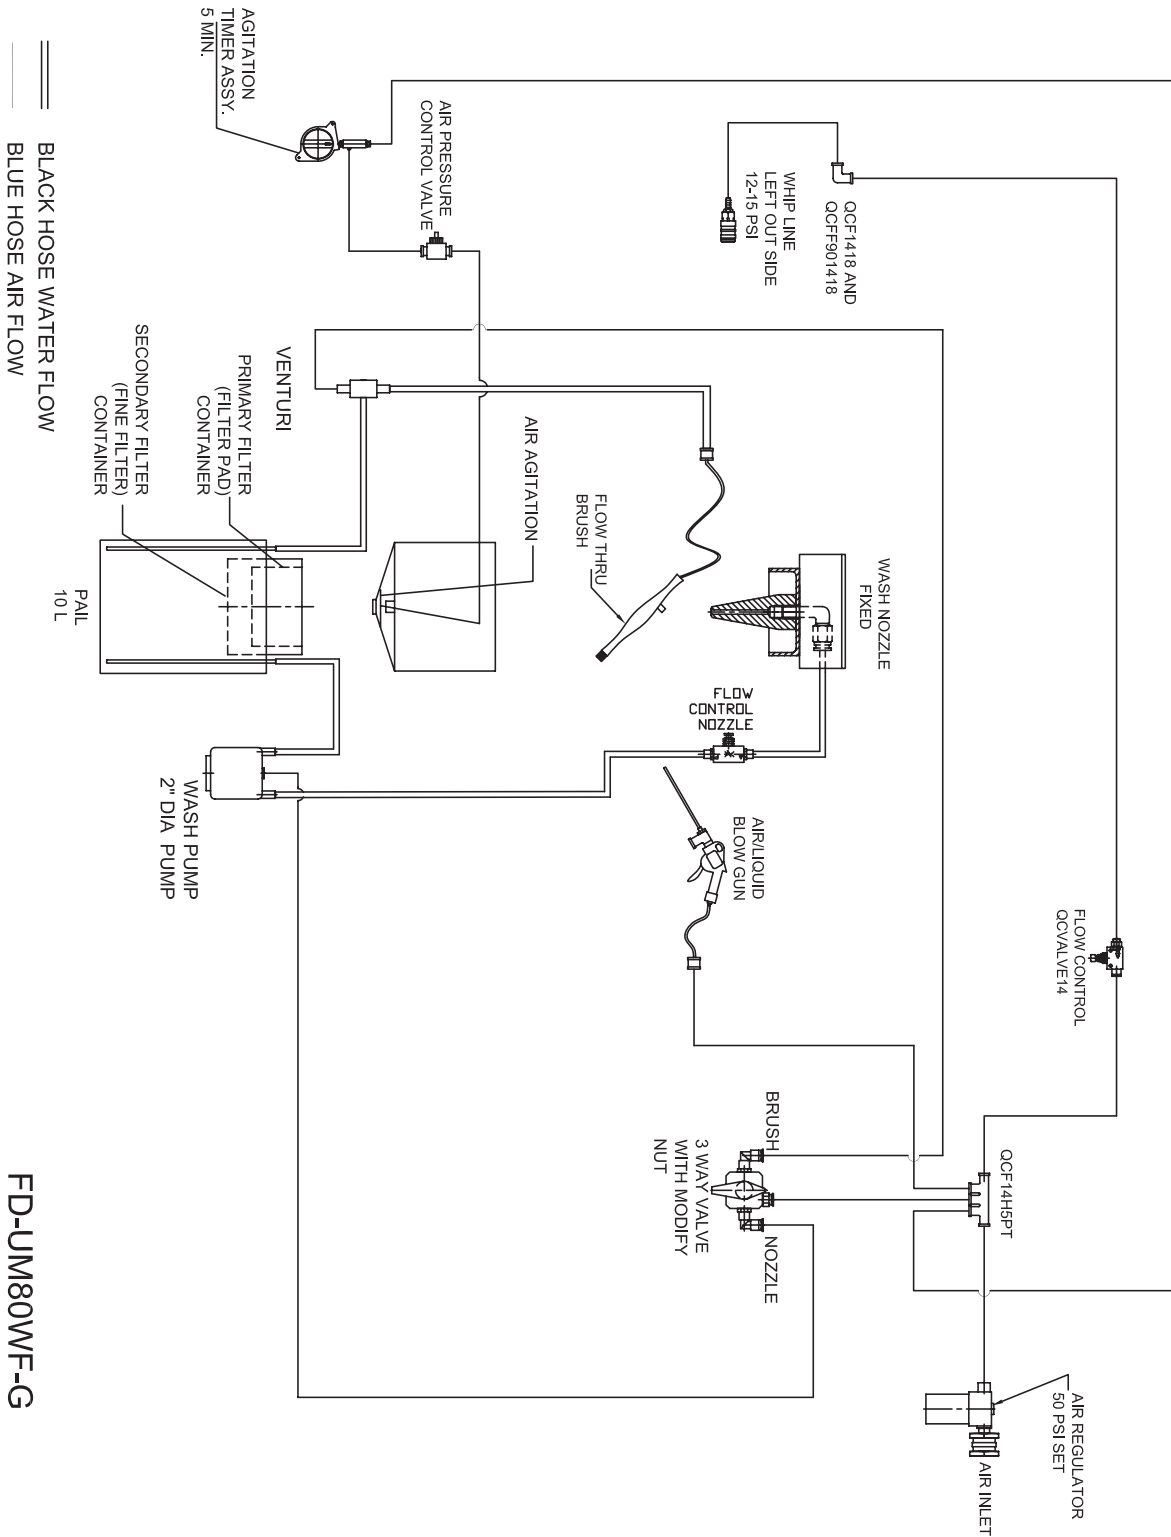 AGITATION
TIMER ASSY.
5 MIN.
AIR PRESSURE
CONTROL VALVE
WHIP LINE
LEFT OUT SIDE
12-15 PSI
QCF1418 AND
QCFF901418
BLACK HOSE WATER FLOW
BLUE HOSE AIR FLOW
VENTURI
PRIMARY FILTER
(FILTER PAD)
CONTAINER
SECONDARY FILTER
(FINE FILTER)
CONTAINER
AIR AGITATION
FLOW THRU
BRUSH
WASH NOZZLE
FIXED
PAIL
10 L
FLOW
CONTROL
NOZZLE
WASH PUMP
2" DIA PUMP
AIR/LIQUID
BLOW GUN
FLOW CONTROL
QCVALVE14
BRUSH
3 WAY VALVE
WITH MODIFY
NUT
NOZZLE
QCF14H5PT
AIR REGULATOR
50 PSI SET
AIR INLET
FD-UM80WF-G